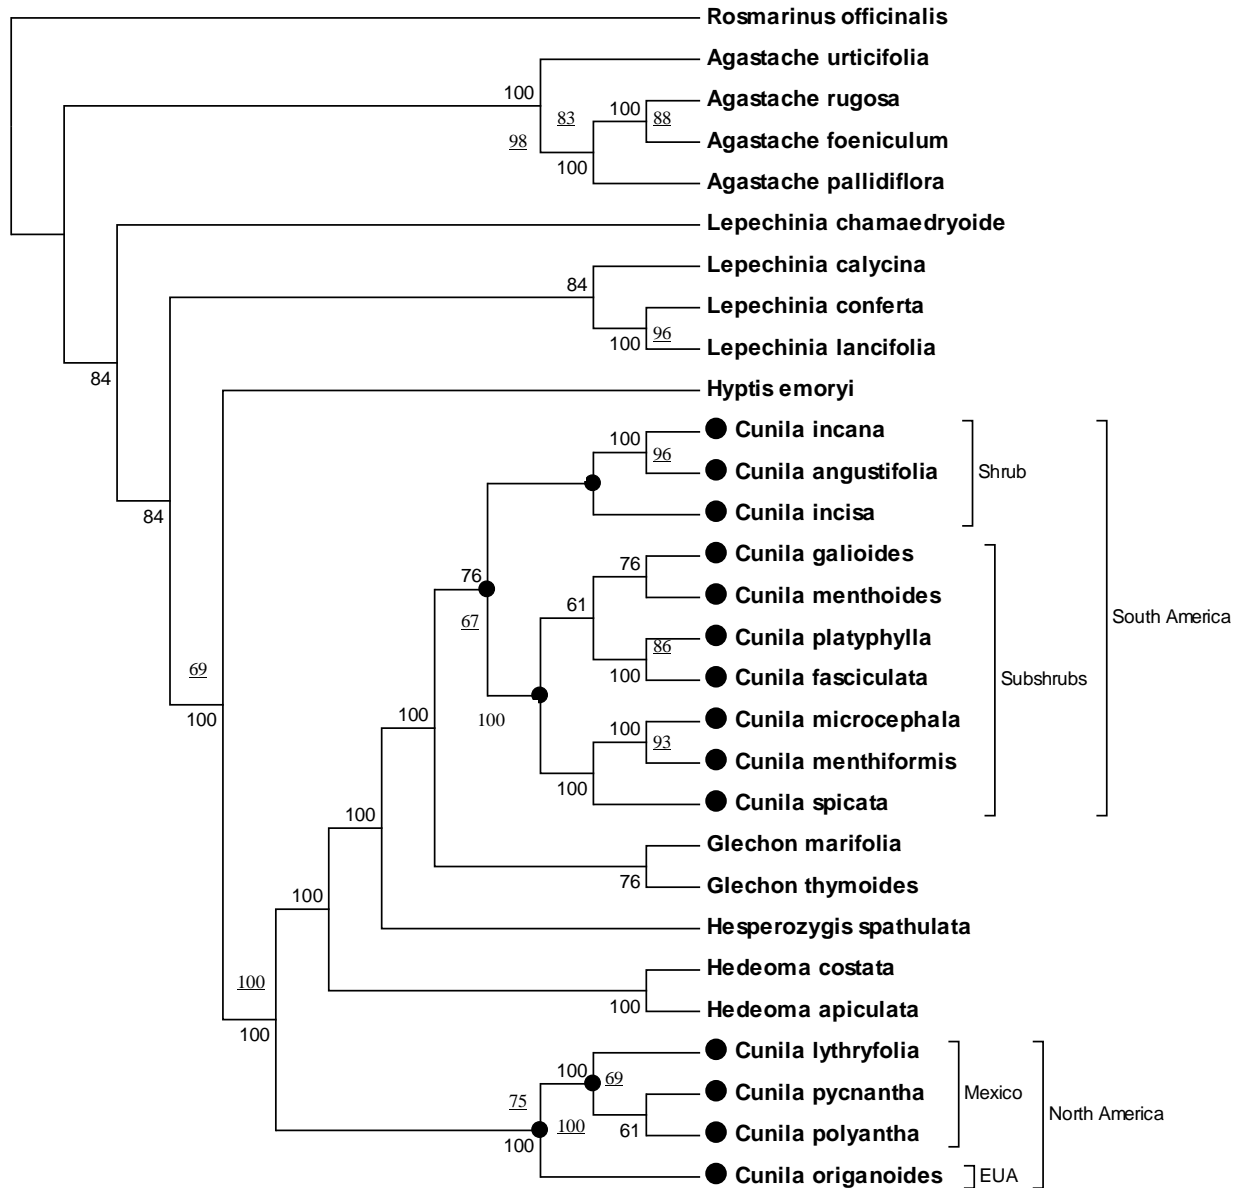 Rosmarinus officinalis
Agastache urticifolia
100
83
100
88
Agastache rugosa
98
Agastache foeniculum
100
Agastache pallidiflora
Lepechinia chamaedryoide
Lepechinia calycina
84
Lepechinia conferta
96
100
Lepechinia lancifolia
84
Hyptis emoryi
Cunila incana
100
96
Cunila angustifolia
Shrub
Cunila incisa
84
Cunila galioides
76
76
Cunila menthoides
61
67
South America
Cunila platyphylla
86
69
100
Cunila fasciculata
Subshrubs
100
100
100
Cunila microcephala
100
93
Cunila menthiformis
100
Cunila spicata
100
Glechon marifolia
76
Glechon thymoides
100
Hesperozygis spathulata
Hedeoma costata
100
100
Hedeoma apiculata
100
Cunila lythryfolia
100
69
75
Cunila pycnantha
Mexico
100
61
Cunila polyantha
North America
100
Cunila origanoides
EUA